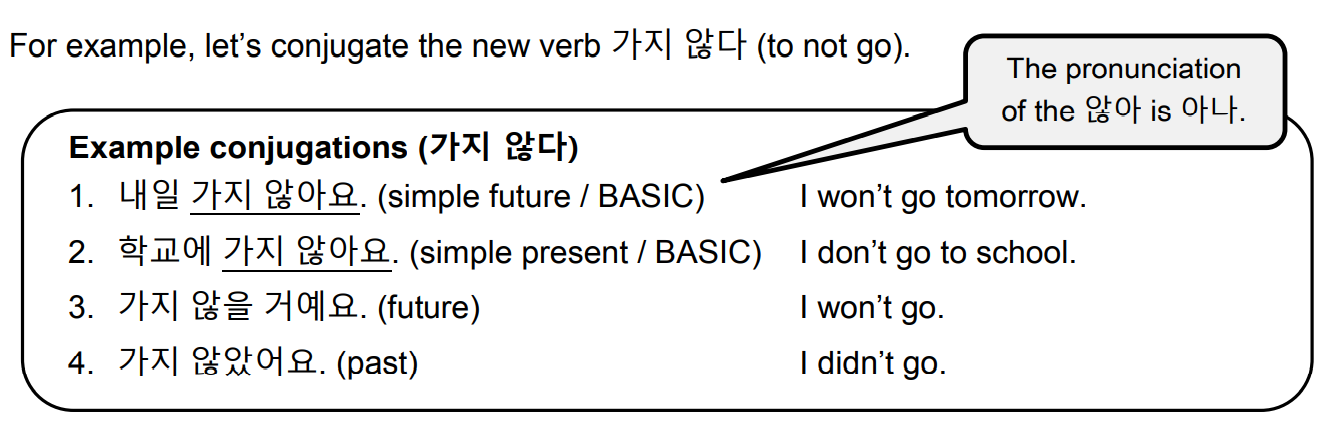 For example, let’s conjugate the new verb 가지 않다 (to not go).
The pronunciation
of the 않아 is 아나.
Example conjugations (가지 않다)
1. 내일 가지 않아요. (simple future / BASIC) I won’t go tomorrow.
2. 학교에 가지 않아요. (simple present / BASIC) I don’t go to school.
3. 가지 않을 거예요. (future) I won’t go.
4. 가지 않았어요. (past) I didn’t go.